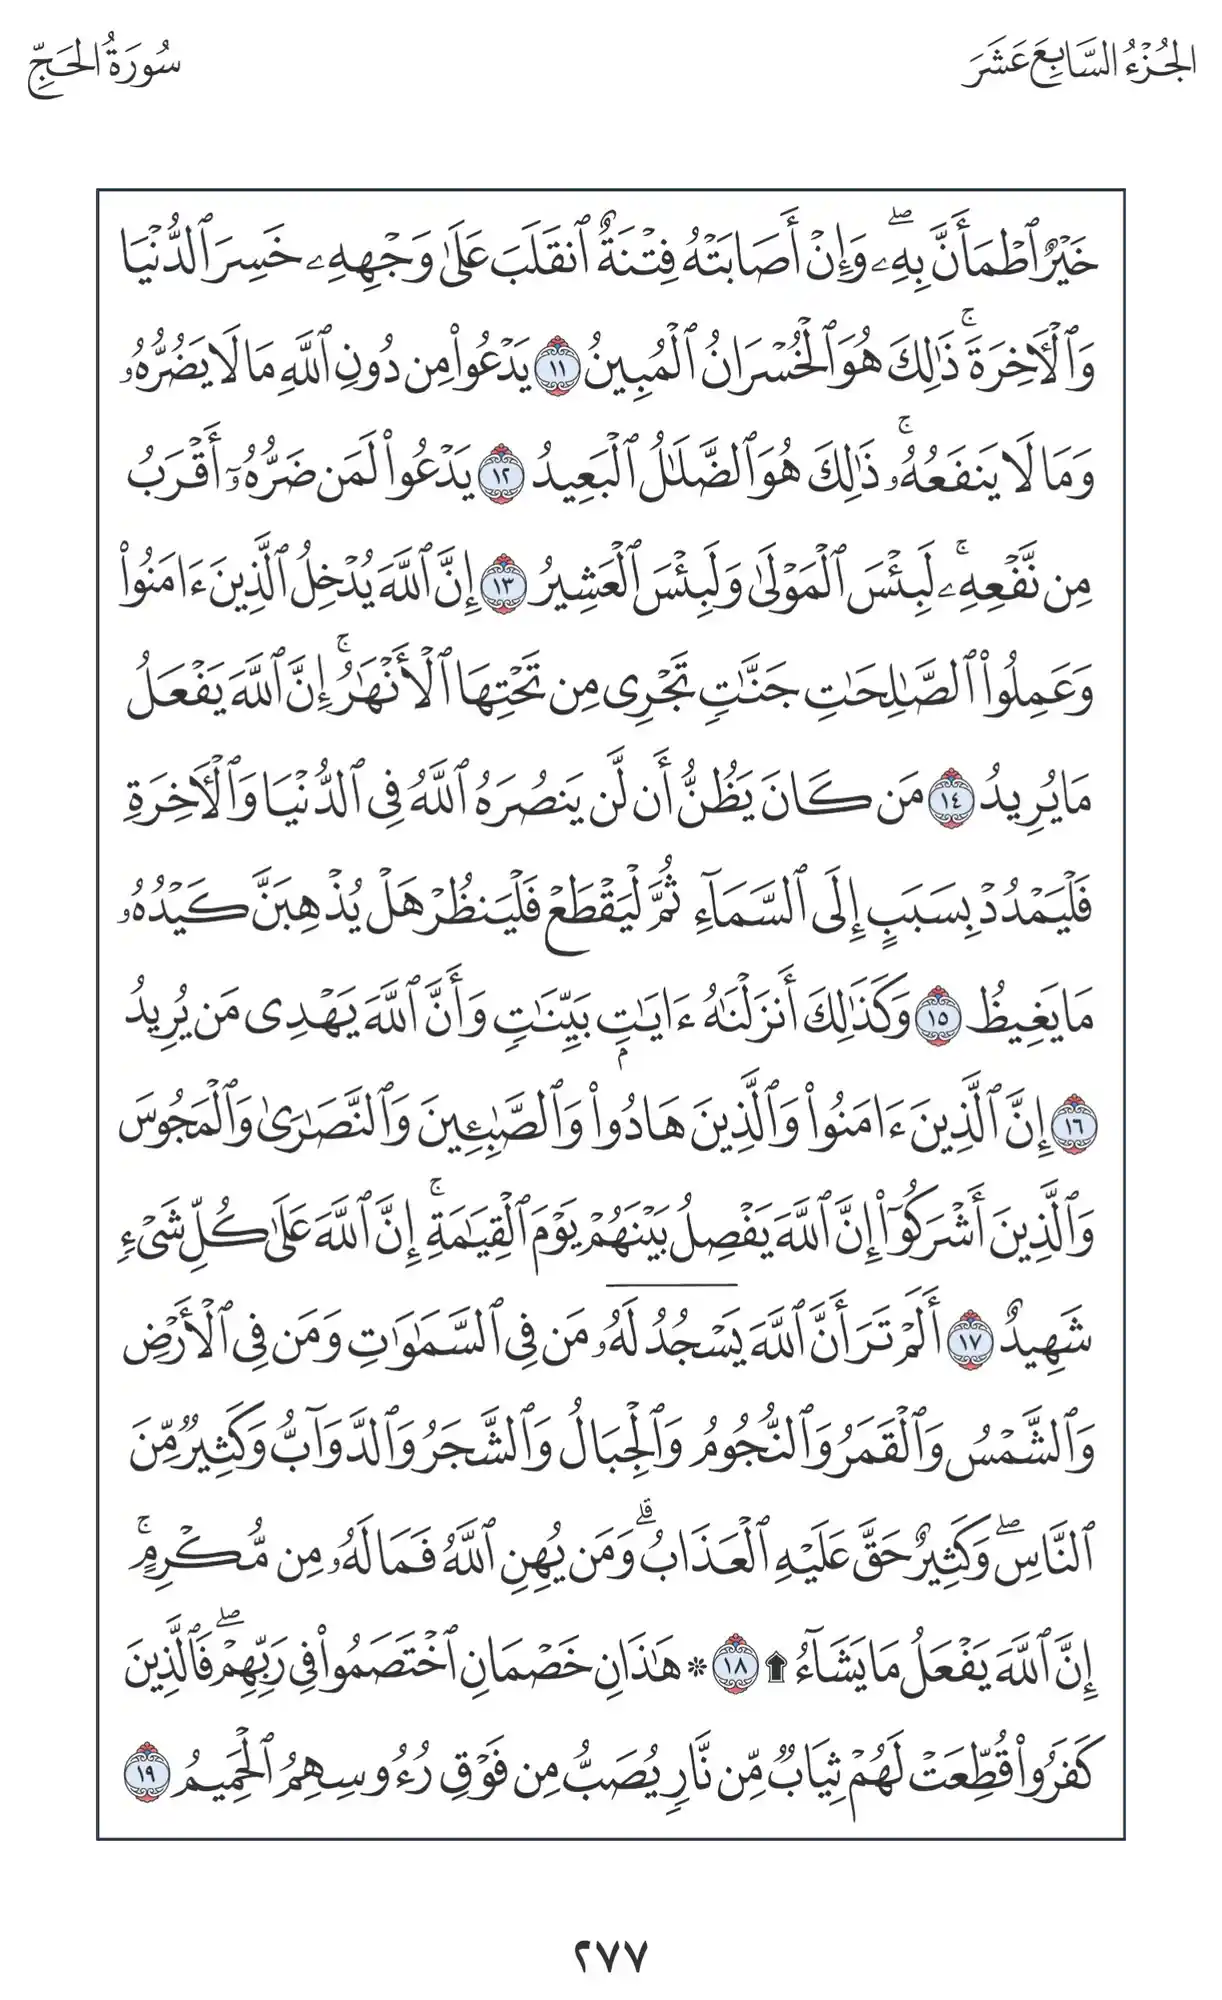 الجُزْءُ السَّابِعَ عَشَرَ
سُورَةُ الحَجِّ
خَيْرٌ ٱطْمَأَنَّ بِهِۦۖ وَإِنْ أَصَابَتْهُ فِتْنَةٌ ٱنقَلَبَ عَلَىٰ وَجْهِهِۦ خَسِرَ ٱلدُّنْيَا
وَٱلْأَخِرَةَۚ ذَٰلِكَ هُوَ ٱلْخُسْرَانُ ٱلْمُبِينُ ١١ يَدْعُواْ مِن دُونِ ٱللَّهِ مَا لَا يَضُرُّهُۥ
وَمَا لَا يَنفَعُهُۥۚ ذَٰلِكَ هُوَ ٱلضَّلَٰلُ ٱلْبَعِيدُ ١٢ يَدْعُواْ لَمَن ضَرُّهُۥٓ أَقْرَبُ
مِن نَّفْعِهِۦۚ لَبِئْسَ ٱلْمَوْلَىٰ وَلَبِئْسَ ٱلْعَشِيرُ ١٣ إِنَّ ٱللَّهَ يُدْخِلُ ٱلَّذِينَ ءَامَنُواْ
وَعَمِلُواْ ٱلصَّٰلِحَٰتِ جَنَّٰتٍ تَجْرِى مِن تَحْتِهَا ٱلْأَنْهَٰرُۚ إِنَّ ٱللَّهَ يَفْعَلُ
مَا يُرِيدُ ١٤ مَن كَانَ يَظُنُّ أَن لَّن يَنصُرَهُ ٱللَّهُ فِى ٱلدُّنْيَا وَٱلْأَخِرَةِ
فَلْيَمْدُدْ بِسَبَبٍ إِلَى ٱلسَّمَآءِ ثُمَّ لْيَقْطَعْ فَلْيَنظُرْ هَلْ يُذْهِبَنَّ كَيْدُهُۥ
مَا يَغِيظُ ١٥ وَكَذَٰلِكَ أَنزَلْنَٰهُ ءَايَٰتٍۭ بَيِّنَٰتٍ وَأَنَّ ٱللَّهَ يَهْدِى مَن يُرِيدُ
١٦ إِنَّ ٱلَّذِينَ ءَامَنُواْ وَٱلَّذِينَ هَادُواْ وَٱلصَّٰبِـِٔينَ وَٱلنَّصَٰرَىٰ وَٱلْمَجُوسَ
وَٱلَّذِينَ أَشْرَكُوٓاْ إِنَّ ٱللَّهَ يَفْصِلُ بَيْنَهُمْ يَوْمَ ٱلْقِيَٰمَةِۚ إِنَّ ٱللَّهَ عَلَىٰ كُلِّ شَىْءٍ
شَهِيدٌ ١٧ أَلَمْ تَرَ أَنَّ ٱللَّهَ يَسْجُدُ لَهُۥ مَن فِى ٱلسَّمَٰوَٰتِ وَمَن فِى ٱلْأَرْضِ
وَٱلشَّمْسُ وَٱلْقَمَرُ وَٱلنُّجُومُ وَٱلْجِبَالُ وَٱلشَّجَرُ وَٱلدَّوَآبُّ وَكَثِيرٌ مِّنَ
ٱلنَّاسِۖ وَكَثِيرٌ حَقَّ عَلَيْهِ ٱلْعَذَابُۗ وَمَن يُهِنِ ٱللَّهُ فَمَا لَهُۥ مِن مُّكْرِمٍۚ
إِنَّ ٱللَّهَ يَفْعَلُ مَا يَشَآءُ ۩ ١٨ * هَٰذَانِ خَصْمَانِ ٱخْتَصَمُواْ فِى رَبِّهِمْۖ فَٱلَّذِينَ
كَفَرُواْ قُطِّعَتْ لَهُمْ ثِيَابٌ مِّن نَّارٍ يُصَبُّ مِن فَوْقِ رُءُوسِهِمُ ٱلْحَمِيمُ ١٩
٢٧٧